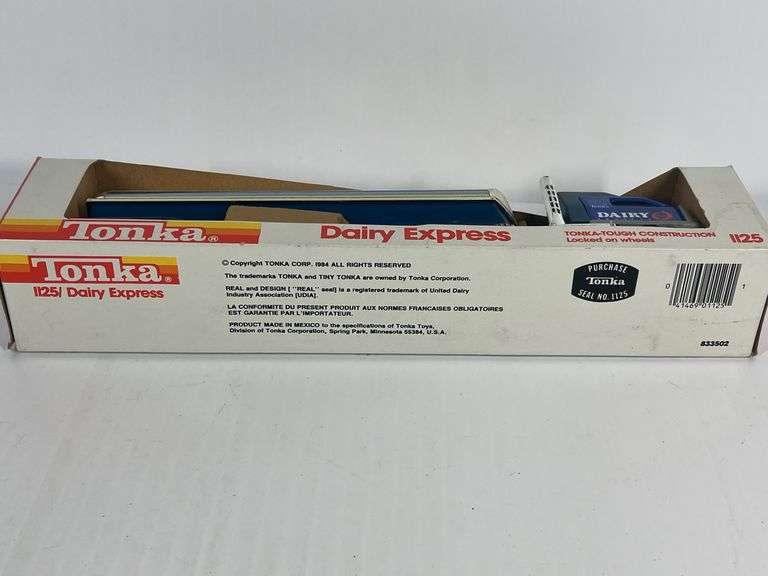 DAIRY
Tonka®
Dairy Express
TONKA-TOUGH CONSTRUCTION
Locked on wheels
1125
Tonka®
1125/ Dairy Express
© Copyright TONKA CORP. 1984 ALL RIGHTS RESERVED
The trademarks TONKA and TINY TONKA are owned by Tonka Corporation.
REAL and DESIGN [ "REAL" seal] is a registered trademark of United Dairy
Industry Association [UDIA].
LA CONFORMITE DU PRESENT PRODUIT AUX NORMES FRANCAISES OBLIGATOIRES
EST GARANTIE PAR L'IMPORTATEUR.
PRODUCT MADE IN MEXICO to the specifications of Tonka Toys,
Division of Tonka Corporation, Spring Park, Minnesota 55384, U.S.A.
PURCHASE
Tonka
SEAL NO. 1125
0 41469 01125 1
833502